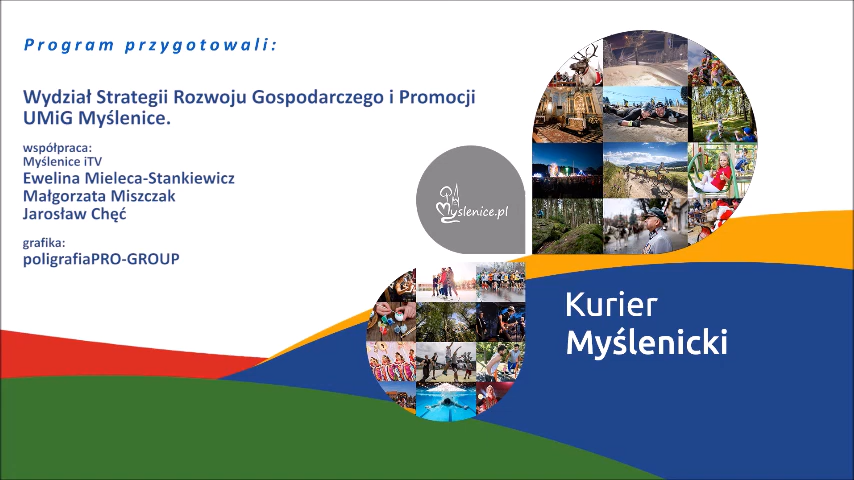 Program przygotowali:
Wydział Strategii Rozwoju Gospodarczego i Promocji
UMiG Myślenice.
współpraca:
Myślenice iTV
Ewelina Mieleca-Stankiewicz
Małgorzata Miszczak
Jarosław Chęć
grafika:
poligrafiaPRO-GROUP
Myslenice.pl
Kurier
Myślenicki